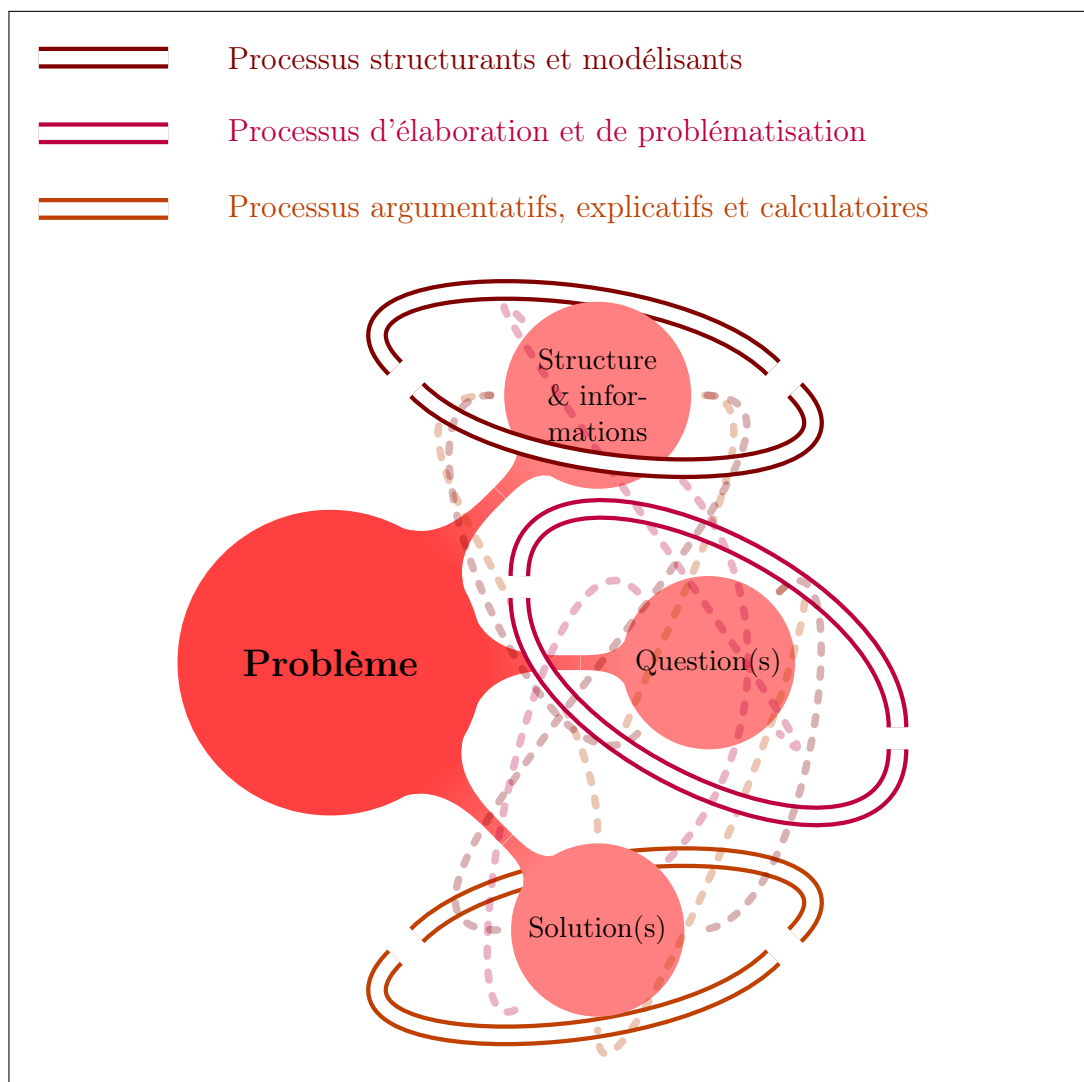 Processus structurants et modélisants
Processus d'élaboration et de problématisation
Processus argumentatifs, explicatifs et calculatoires
Structure
& infor-
mations
Problème
Question(s)
Solution(s)